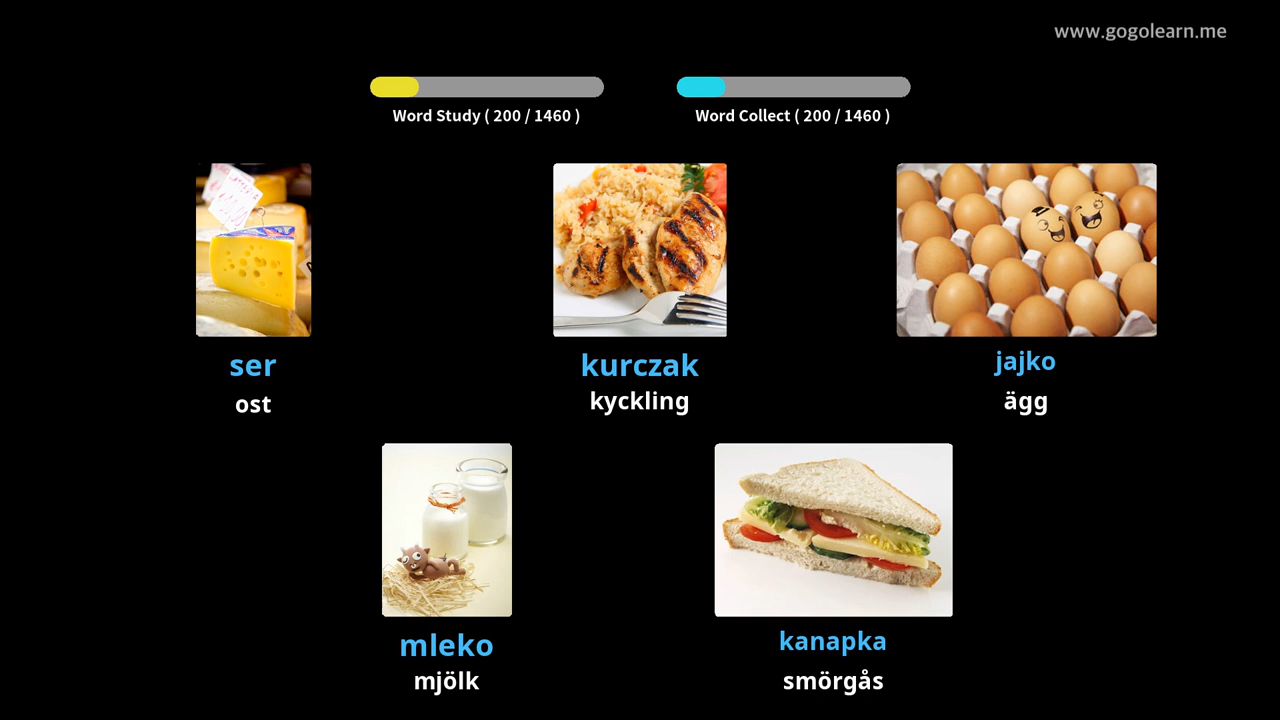 www.gogolearn.me
Word Study ( 200 / 1460 )
Word Collect ( 200 / 1460 )
ser
ost
kurczak
kyckling
jajko
ägg
mleko
mjölk
kanapka
smörgås